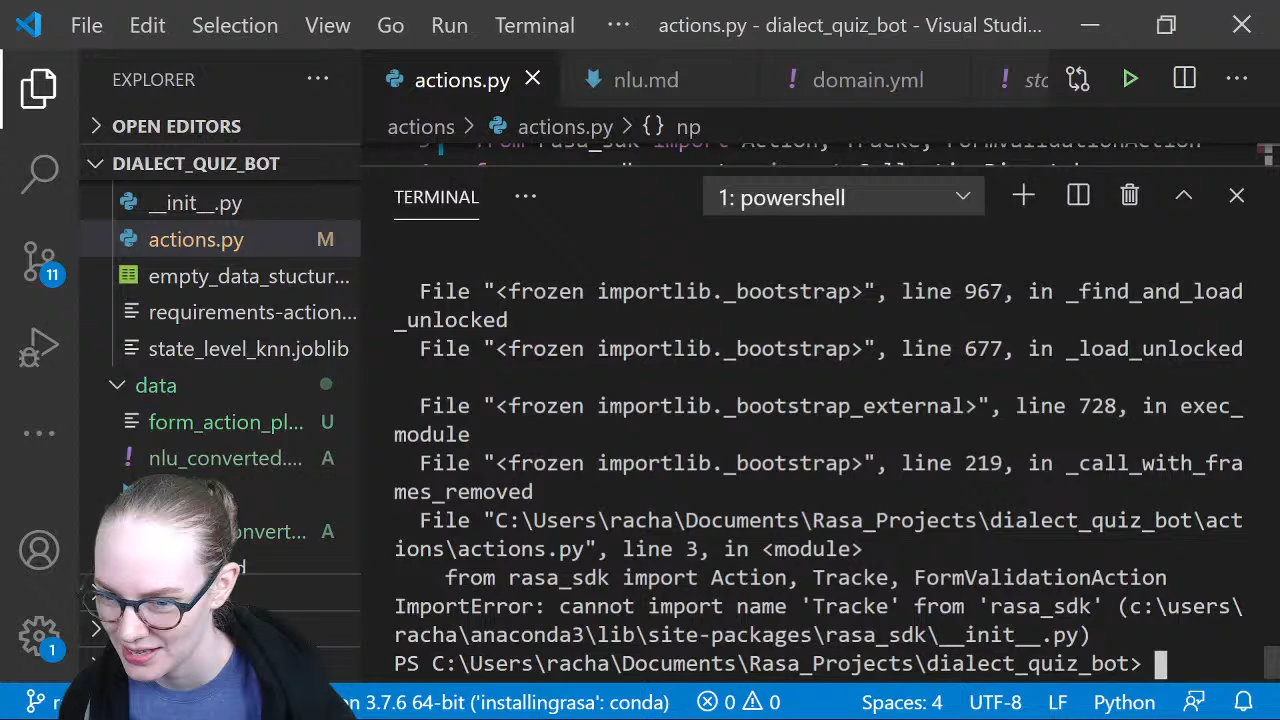 File Edit Selection View Go Run Terminal ··· actions.py - dialect_quiz_bot - Visual Studi...
EXPLORER ···
actions.py
nlu.md
! domain.yml
!
OPEN EDITORS
actions > actions.py > {} np
DIALECT_QUIZ_BOT
from rasa_sdk import Action, Tracke, FormValidationAction
__init__.py
actions.py M
empty_data_stuctur...
requirements-action...
state_level_knn.joblib
data
form_action_pl... U
nlu_converted.... A
A
TERMINAL ··· 1: powershell
File "<frozen importlib._bootstrap>", line 967, in _find_and_load
_unlocked
File "<frozen importlib._bootstrap>", line 677, in _load_unlocked
File "<frozen importlib._bootstrap_external>", line 728, in exec_
module
File "<frozen importlib._bootstrap>", line 219, in _call_with_fra
mes_removed
File "C:\Users\racha\Documents\Rasa_Projects\dialect_quiz_bot\act
ions\actions.py", line 3, in <module>
from rasa_sdk import Action, Tracke, FormValidationAction
ImportError: cannot import name 'Tracke' from 'rasa_sdk' (c:\users\
racha\anaconda3\lib\site-packages\rasa_sdk\__init__.py)
PS C:\Users\racha\Documents\Rasa_Projects\dialect_quiz_bot>
11
1
3.7.6 64-bit ('installingrasa': conda) 0 0 Spaces: 4 UTF-8 LF Python